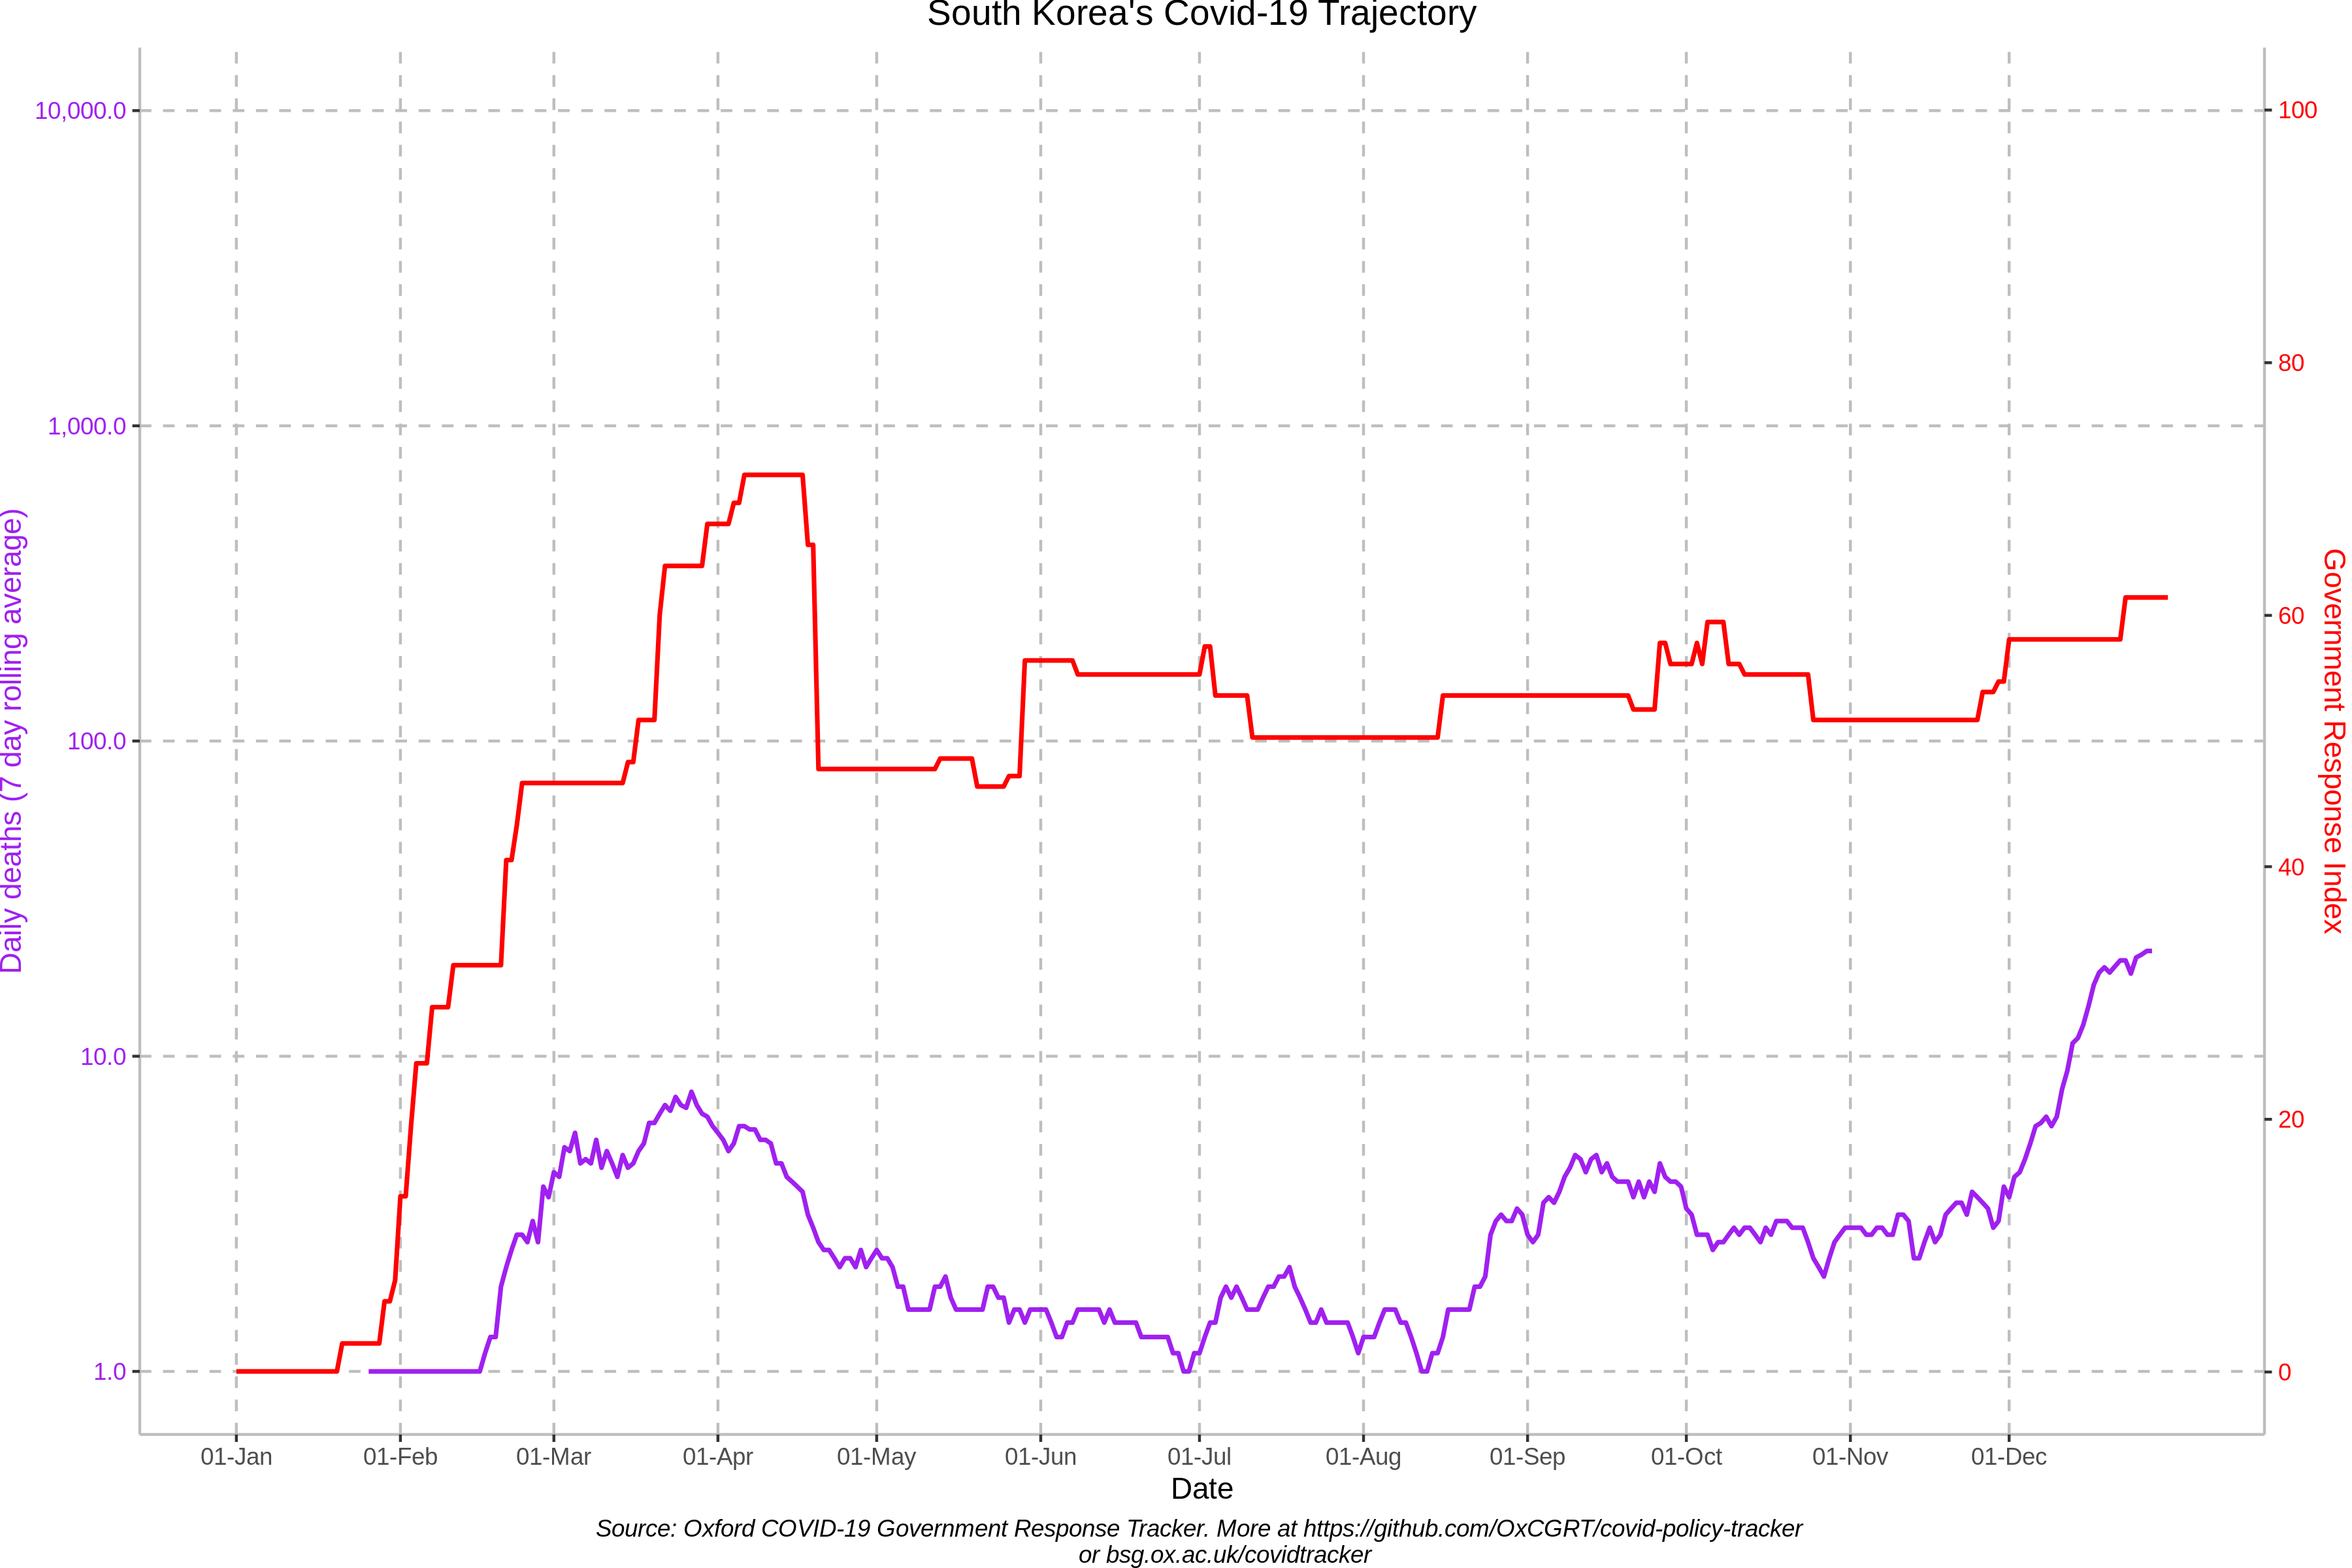 South Korea's Covid-19 Trajectory
10,000.0
1,000.0
100.0
10.0
1.0
Daily deaths (7 day rolling average)
100
80
60
40
20
0
Government Response Index
01-Jan 01-Feb 01-Mar 01-Apr 01-May 01-Jun 01-Jul 01-Aug 01-Sep 01-Oct 01-Nov 01-Dec
Date
Source: Oxford COVID-19 Government Response Tracker. More at https://github.com/OxCGRT/covid-policy-tracker
or bsg.ox.ac.uk/covidtracker